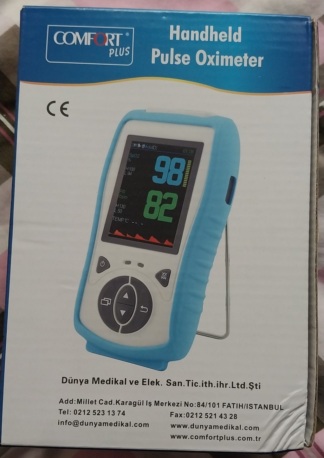 COMFORT
PLUS
Handheld
Pulse Oximeter
CE
98
82
Dünya Medikal ve Elek. San.Tic.ith.ihr.Ltd.Şti
Add:Millet Cad.Karagül İş Merkezi No:84/101 FATIH/ISTANBUL
Tel: 0212 523 13 74 Fax:0212 521 43 28
info@dunyamedikal.com www.dunyamedikal.com
www.comfortplus.com.tr